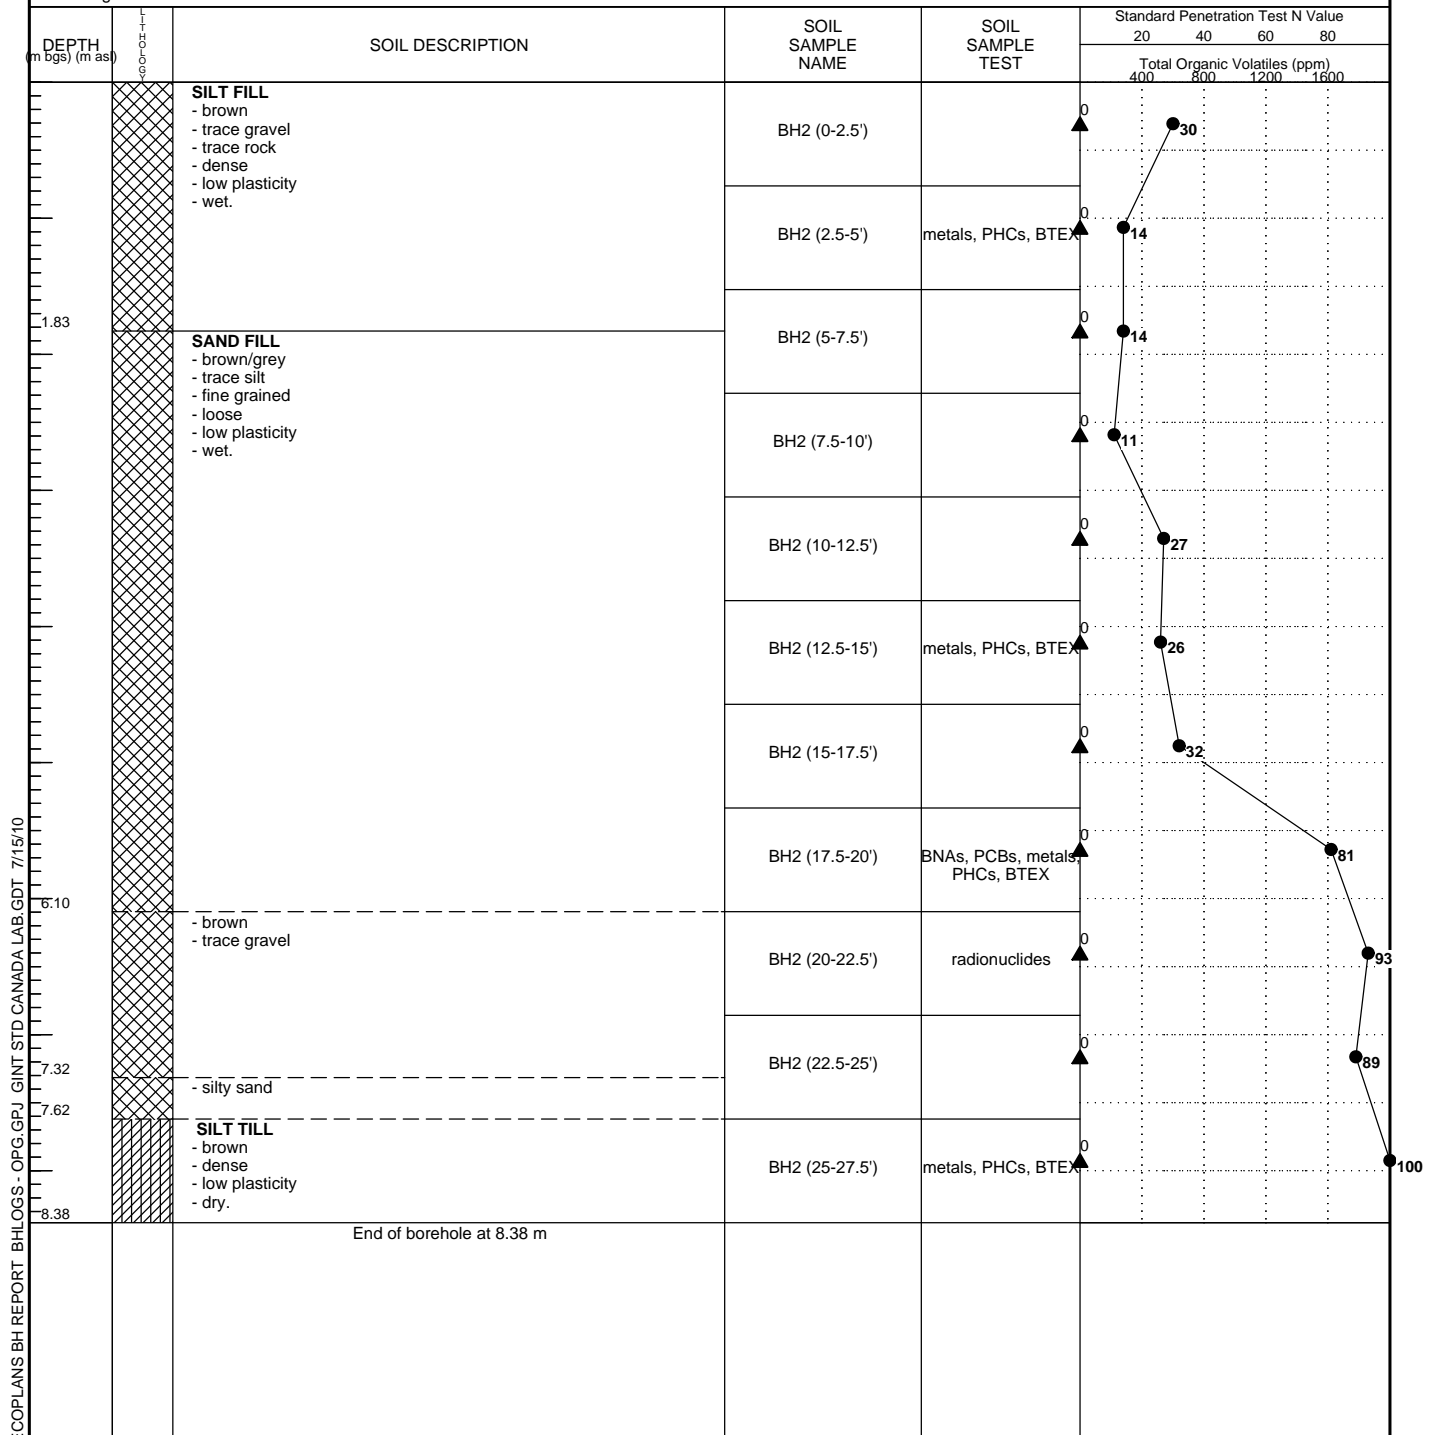 DEPTH
(m bgs) (m asl)
LITHOLOGY
SOIL DESCRIPTION
SOIL
SAMPLE
NAME
SOIL
SAMPLE
TEST
Standard Penetration Test N Value
20 40 60 80
Total Organic Volatiles (ppm)
400 800 1200 1600
SILT FILL
- brown
- trace gravel
- trace rock
- dense
- low plasticity
- wet.
BH2 (0-2.5')
0
30
BH2 (2.5-5')
metals, PHCs, BTEX
0
14
1.83
SAND FILL
- brown/grey
- trace silt
- fine grained
- loose
- low plasticity
- wet.
BH2 (5-7.5')
0
14
BH2 (7.5-10')
0
11
BH2 (10-12.5')
0
27
BH2 (12.5-15')
metals, PHCs, BTEX
0
26
BH2 (15-17.5')
0
32
BH2 (17.5-20')
BNAs, PCBs, metals,
PHCs, BTEX
0
81
6.10
- brown
- trace gravel
BH2 (20-22.5')
radionuclides
0
93
BH2 (22.5-25')
0
89
7.32
- silty sand
7.62
SILT TILL
- brown
- dense
- low plasticity
- dry.
BH2 (25-27.5')
metals, PHCs, BTEX
0
100
8.38
End of borehole at 8.38 m
ECOPLANS BH REPORT BHLOGS - OPG.GPJ GINT STD CANADA LAB.GDT 7/15/10